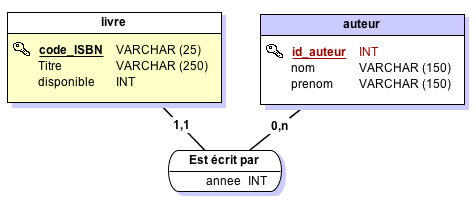 livre
code_ISBN VARCHAR (25)
Titre VARCHAR (250)
disponible INT
auteur
id_auteur INT
nom VARCHAR (150)
prenom VARCHAR (150)
1,1
0,n
Est écrit par
annee INT